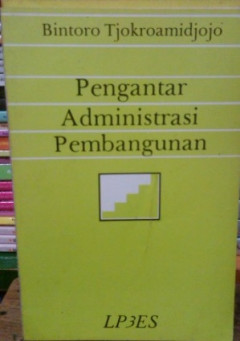 Bintoro Tjokroamidjojo
Pengantar
Administrasi
Pembangunan
LP3ES